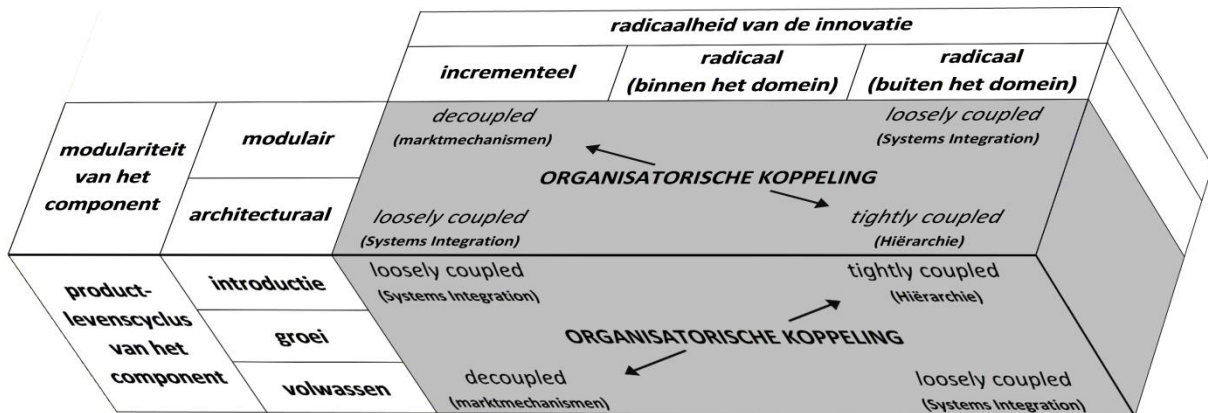 radicaalheid van de innovatie
incrementeel
radicaal
(binnen het domein)
radicaal
(buiten het domein)
modulariteit
van het
component
modulair
architecturaal
decoupled
(marktmechanismen)
loosely coupled
(Systems Integration)
ORGANISATORISCHE KOPPELING
loosely coupled
(Systems Integration)
tightly coupled
(Hiërarchie)
product-
levenscyclus
van het
component
introductie
groei
volwassen
loosely coupled
(Systems Integration)
tightly coupled
(Hiërarchie)
ORGANISATORISCHE KOPPELING
decoupled
(marktmechanismen)
loosely coupled
(Systems Integration)